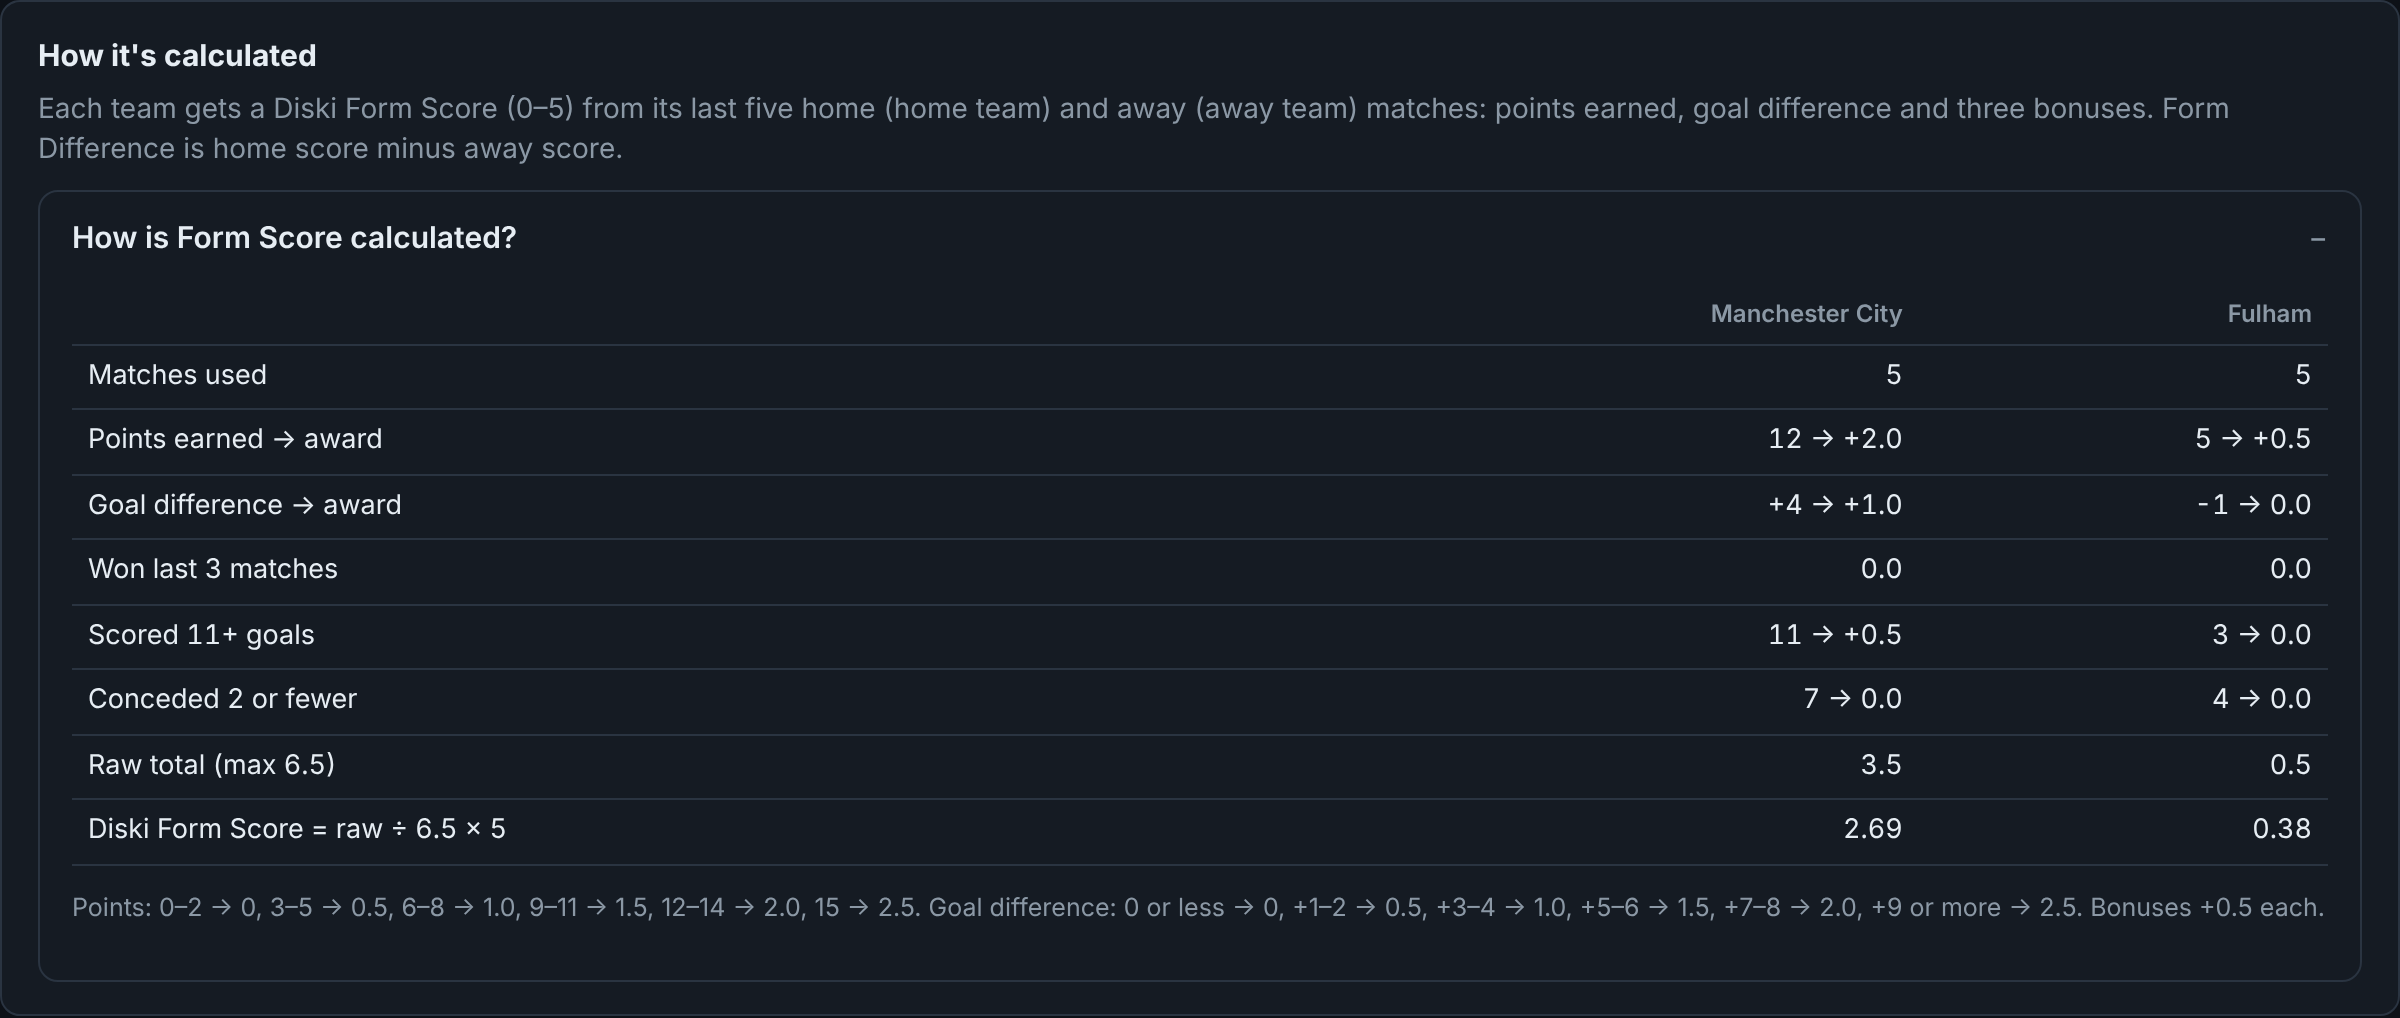 How it's calculated
Each team gets a Diski Form Score (0–5) from its last five home (home team) and away (away team) matches: points earned, goal difference and three bonuses. Form
Difference is home score minus away score.
How is Form Score calculated? –
Manchester City Fulham
Matches used 5 5
Points earned → award 12 → +2.0 5 → +0.5
Goal difference → award +4 → +1.0 -1 → 0.0
Won last 3 matches 0.0 0.0
Scored 11+ goals 11 → +0.5 3 → 0.0
Conceded 2 or fewer 7 → 0.0 4 → 0.0
Raw total (max 6.5) 3.5 0.5
Diski Form Score = raw ÷ 6.5 × 5 2.69 0.38
Points: 0–2 → 0, 3–5 → 0.5, 6–8 → 1.0, 9–11 → 1.5, 12–14 → 2.0, 15 → 2.5. Goal difference: 0 or less → 0, +1–2 → 0.5, +3–4 → 1.0, +5–6 → 1.5, +7–8 → 2.0, +9 or more → 2.5. Bonuses +0.5 each.